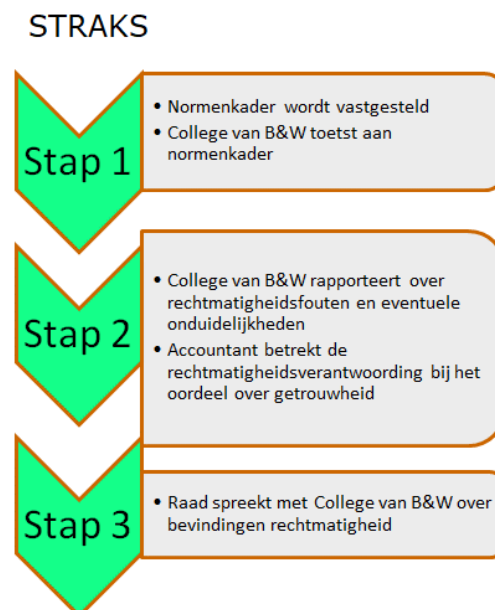 STRAKS
Stap 1
• Normenkader wordt vastgesteld
• College van B&W toetst aan
normenkader
Stap 2
• College van B&W rapporteert over
rechtmatigheidsfouten en eventuele
onduidelijkheden
• Accountant betrekt de
rechtmatigheidsverantwoording bij het
oordeel over getrouwheid
Stap 3
• Raad spreekt met College van B&W over
bevindingen rechtmatigheid